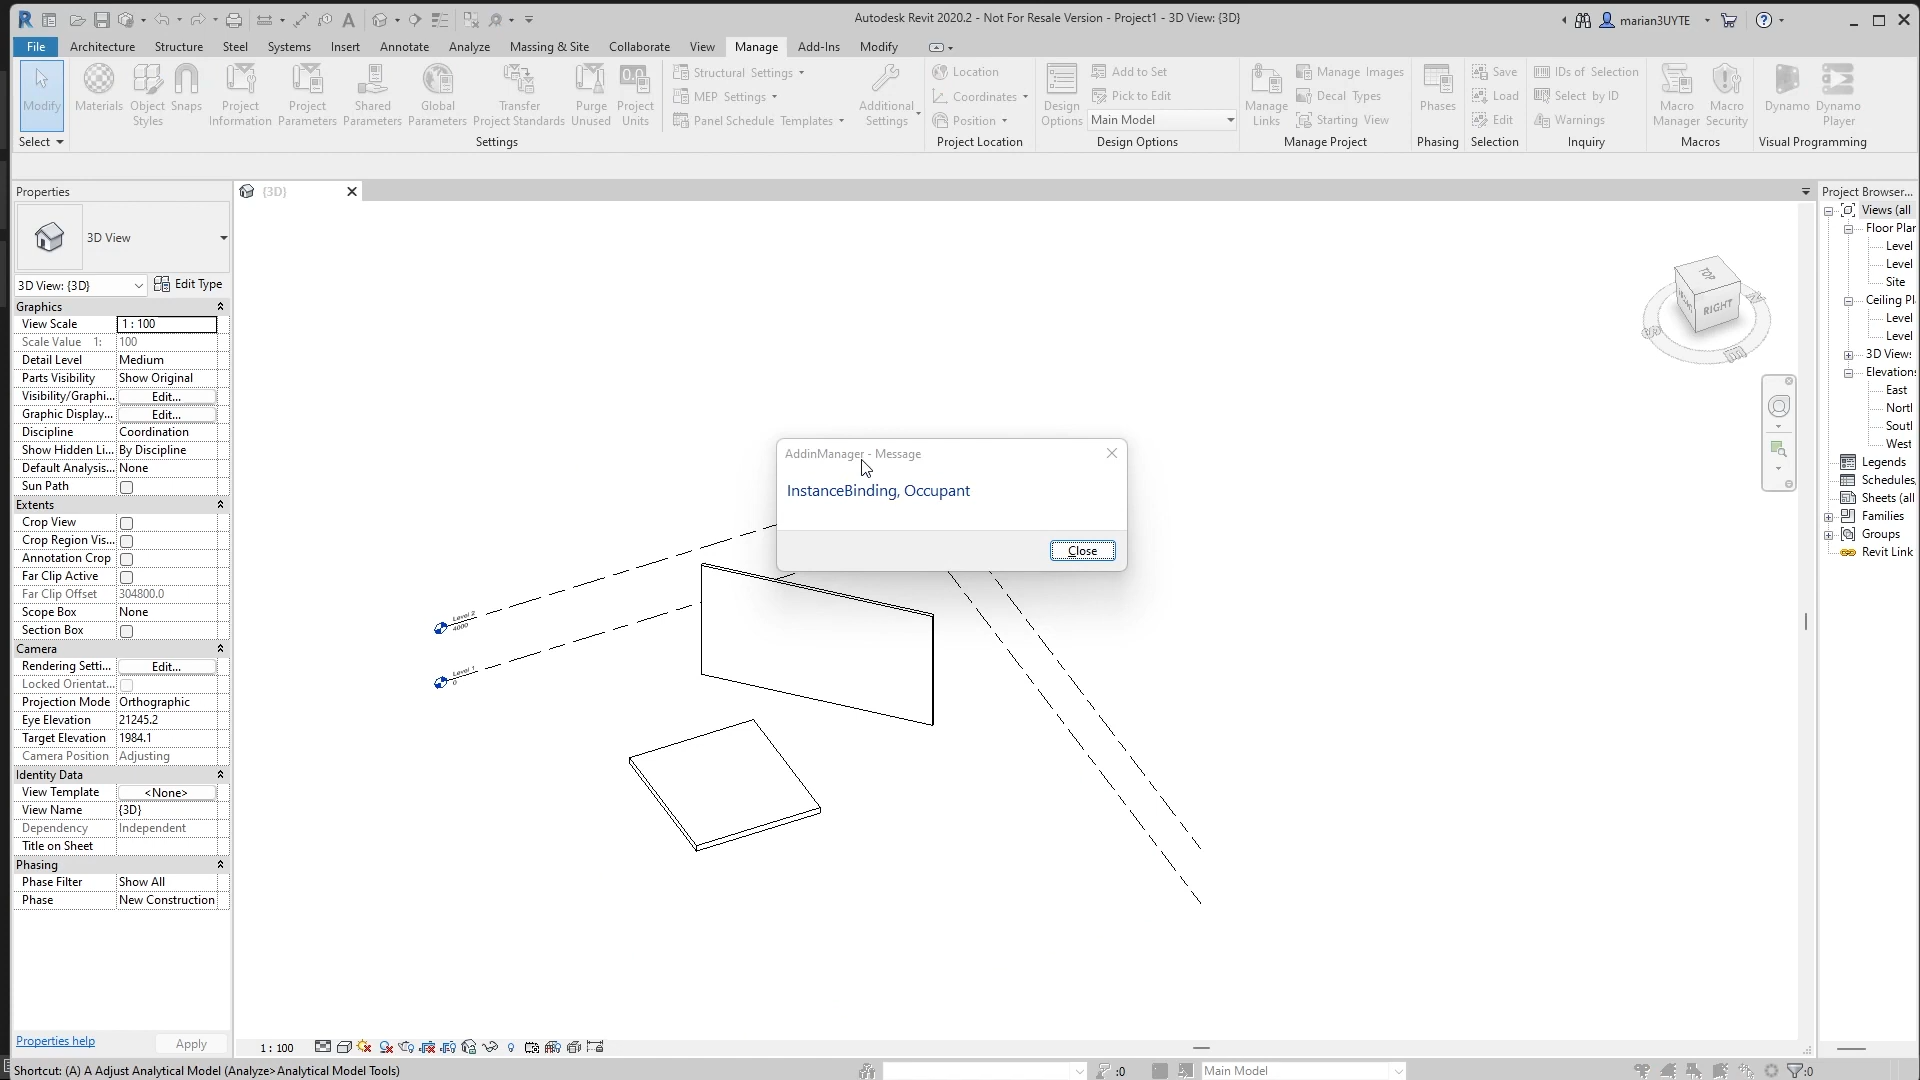 Autodesk Revit 2020.2 - Not For Resale Version - Project1 - 3D View: {3D}
marian3UYTE
File Architecture Structure Steel Systems Insert Annotate Analyze Massing & Site Collaborate View Manage Add-Ins Modify
Modify
Materials
Object Styles
Snaps
Project Information
Project Parameters
Shared Parameters
Global Parameters
Transfer Project Standards
Purge Unused
Project Units
Structural Settings
MEP Settings
Panel Schedule Templates
Additional Settings
Location
Coordinates
Position
Design Options
Add to Set
Pick to Edit
Main Model
Manage Links
Manage Images
Decal Types
Starting View
Phases
Save
Load
Edit
IDs of Selection
Select by ID
Warnings
Macro Manager
Macro Security
Dynamo
Dynamo Player
Select Settings Project Location Design Options Manage Project Phasing Selection Inquiry Macros Visual Programming
Properties
3D View
3D View: {3D} Edit Type
Graphics
View Scale 1 : 100
Scale Value 1: 100
Detail Level Medium
Parts Visibility Show Original
Visibility/Graphi... Edit...
Graphic Display... Edit...
Discipline Coordination
Show Hidden Li... By Discipline
Default Analysis... None
Sun Path
Extents
Crop View
Crop Region Vis...
Annotation Crop
Far Clip Active
Far Clip Offset 304800.0
Scope Box None
Section Box
Camera
Rendering Setti... Edit...
Locked Orientat...
Projection Mode Orthographic
Eye Elevation 21245.2
Target Elevation 1984.1
Camera Position Adjusting
Identity Data
View Template <None>
View Name {3D}
Dependency Independent
Title on Sheet
Phasing
Phase Filter Show All
Phase New Construction
Properties help Apply
{3D}
TOP
RIGHT
AddinManager - Message
InstanceBinding, Occupant
Close
Level 2
4000
Level 1
0
Project Browser...
Views (all
Floor Plan
Level
Level
Site
Ceiling Pl
Level
Level
3D Views
Elevations
East
North
South
West
Legends
Schedules,
Sheets (all
Families
Groups
Revit Link
1 : 100
Shortcut: (A) A Adjust Analytical Model (Analyze>Analytical Model Tools)
:0
Main Model
:0